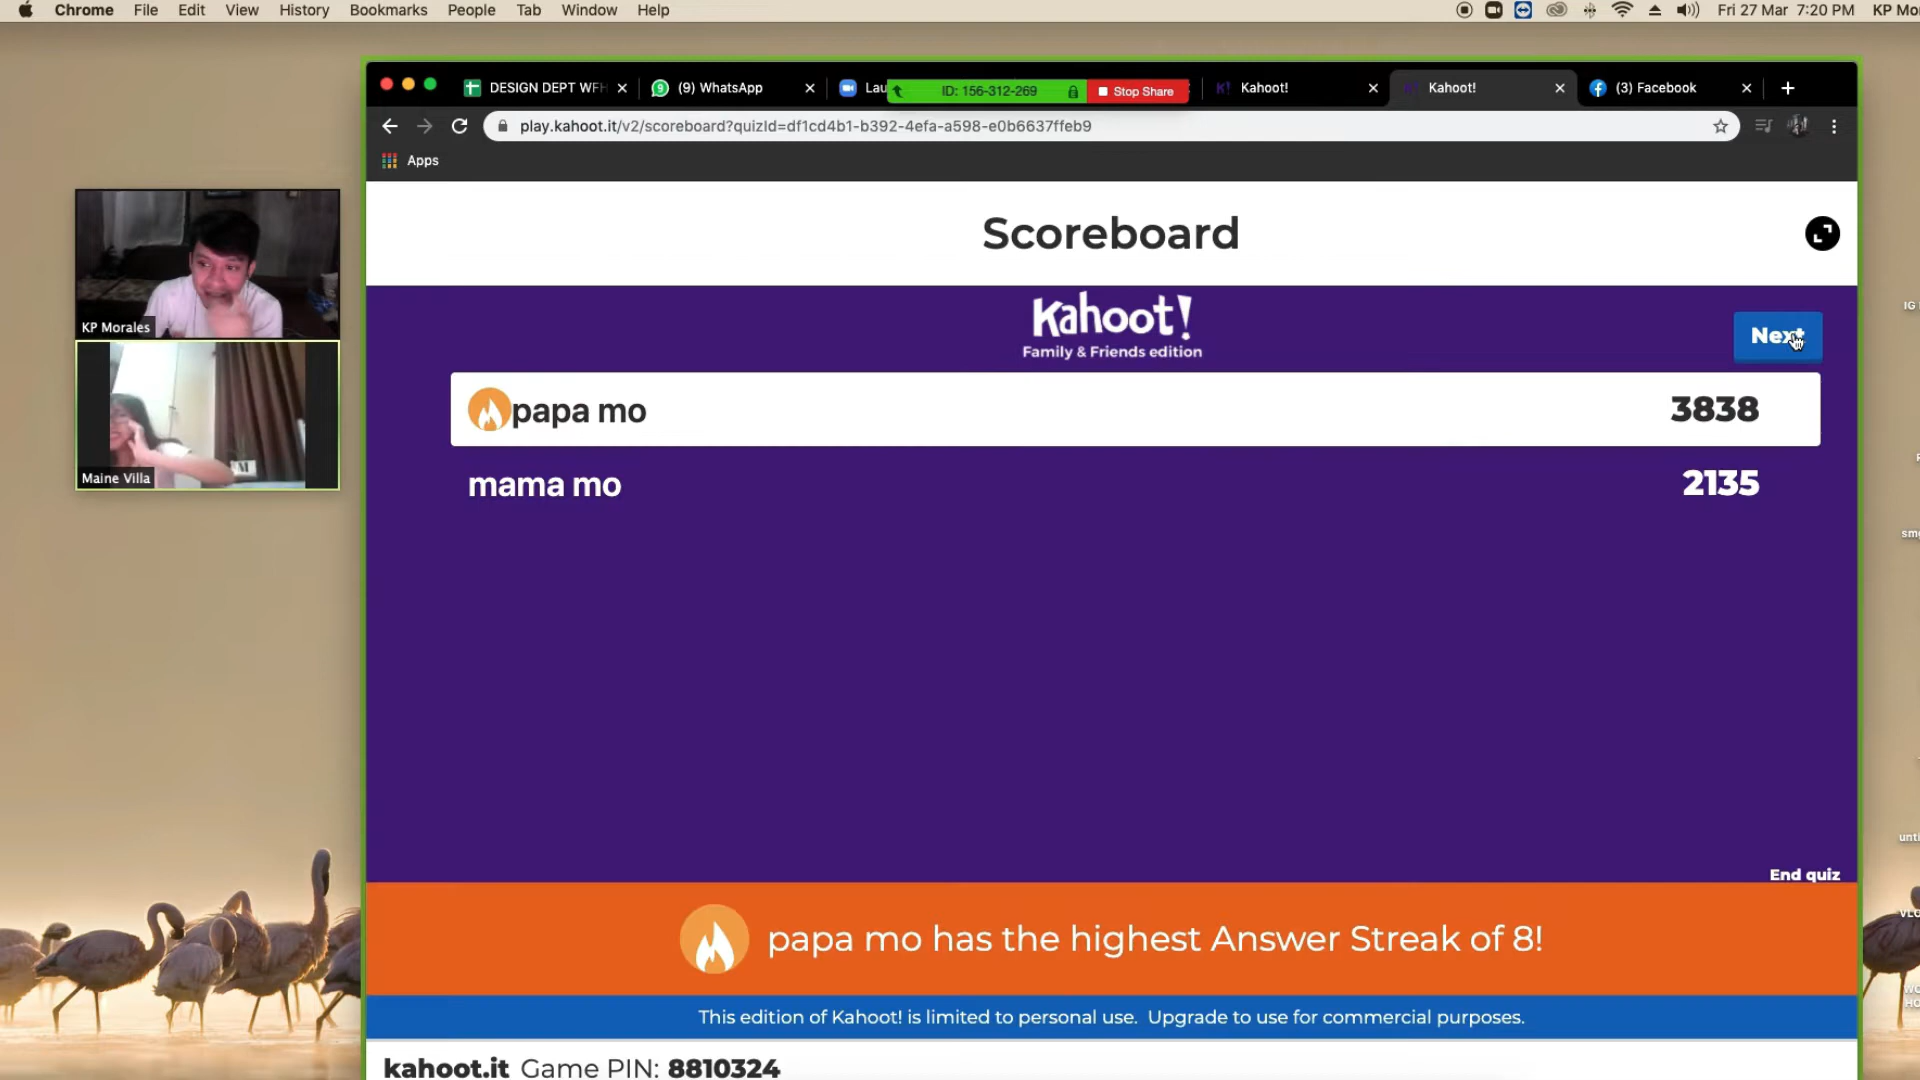 Chrome File Edit View History Bookmarks People Tab Window Help
Fri 27 Mar 7:20 PM KP Mo
DESIGN DEPT WFH
(9) WhatsApp
Lau
ID: 156-312-269
Stop Share
Kahoot!
Kahoot!
(3) Facebook
play.kahoot.it/v2/scoreboard?quizId=df1cd4b1-b392-4efa-a598-e0b6637ffeb9
Apps
Scoreboard
Kahoot!
Family & Friends edition
Next
KP Morales
Maine Villa
papa mo 3838
mama mo 2135
IG
End quiz
papa mo has the highest Answer Streak of 8!
This edition of Kahoot! is limited to personal use. Upgrade to use for commercial purposes.
kahoot.it Game PIN: 8810324